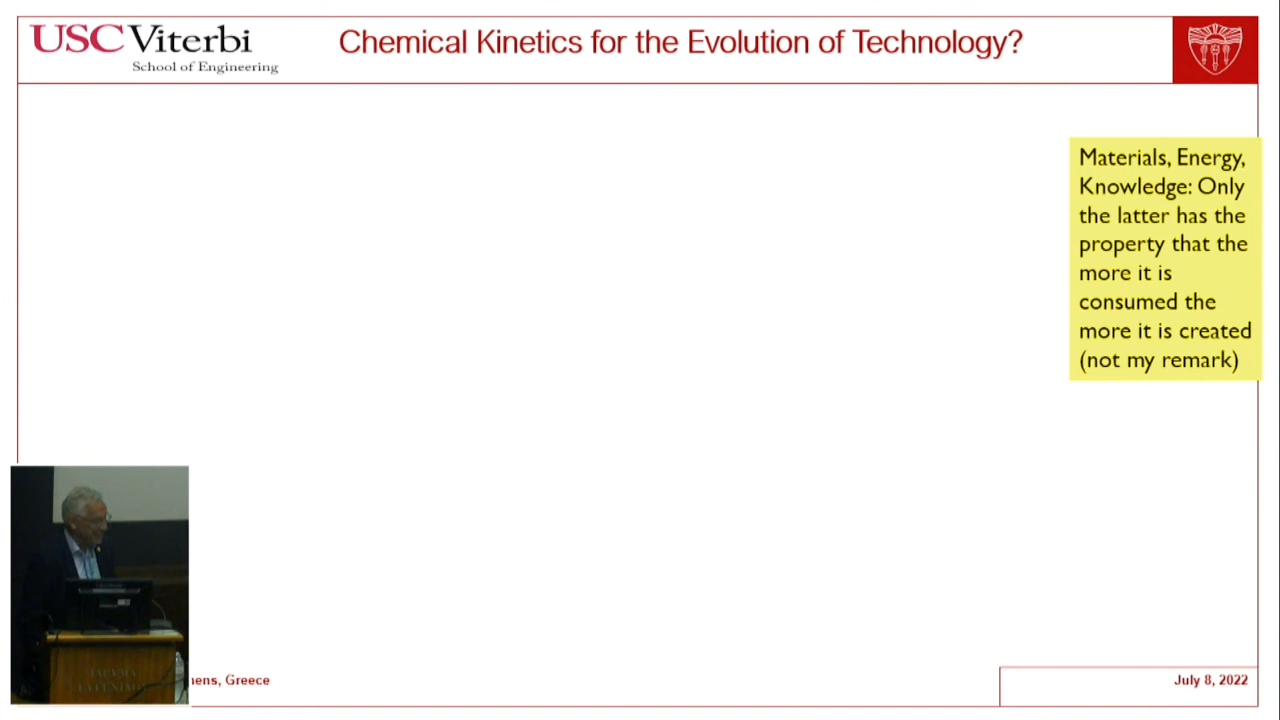 USC Viterbi
School of Engineering
Chemical Kinetics for the Evolution of Technology?
Materials, Energy,
Knowledge: Only
the latter has the
property that the
more it is
consumed the
more it is created
(not my remark)
Greece
July 8, 2022